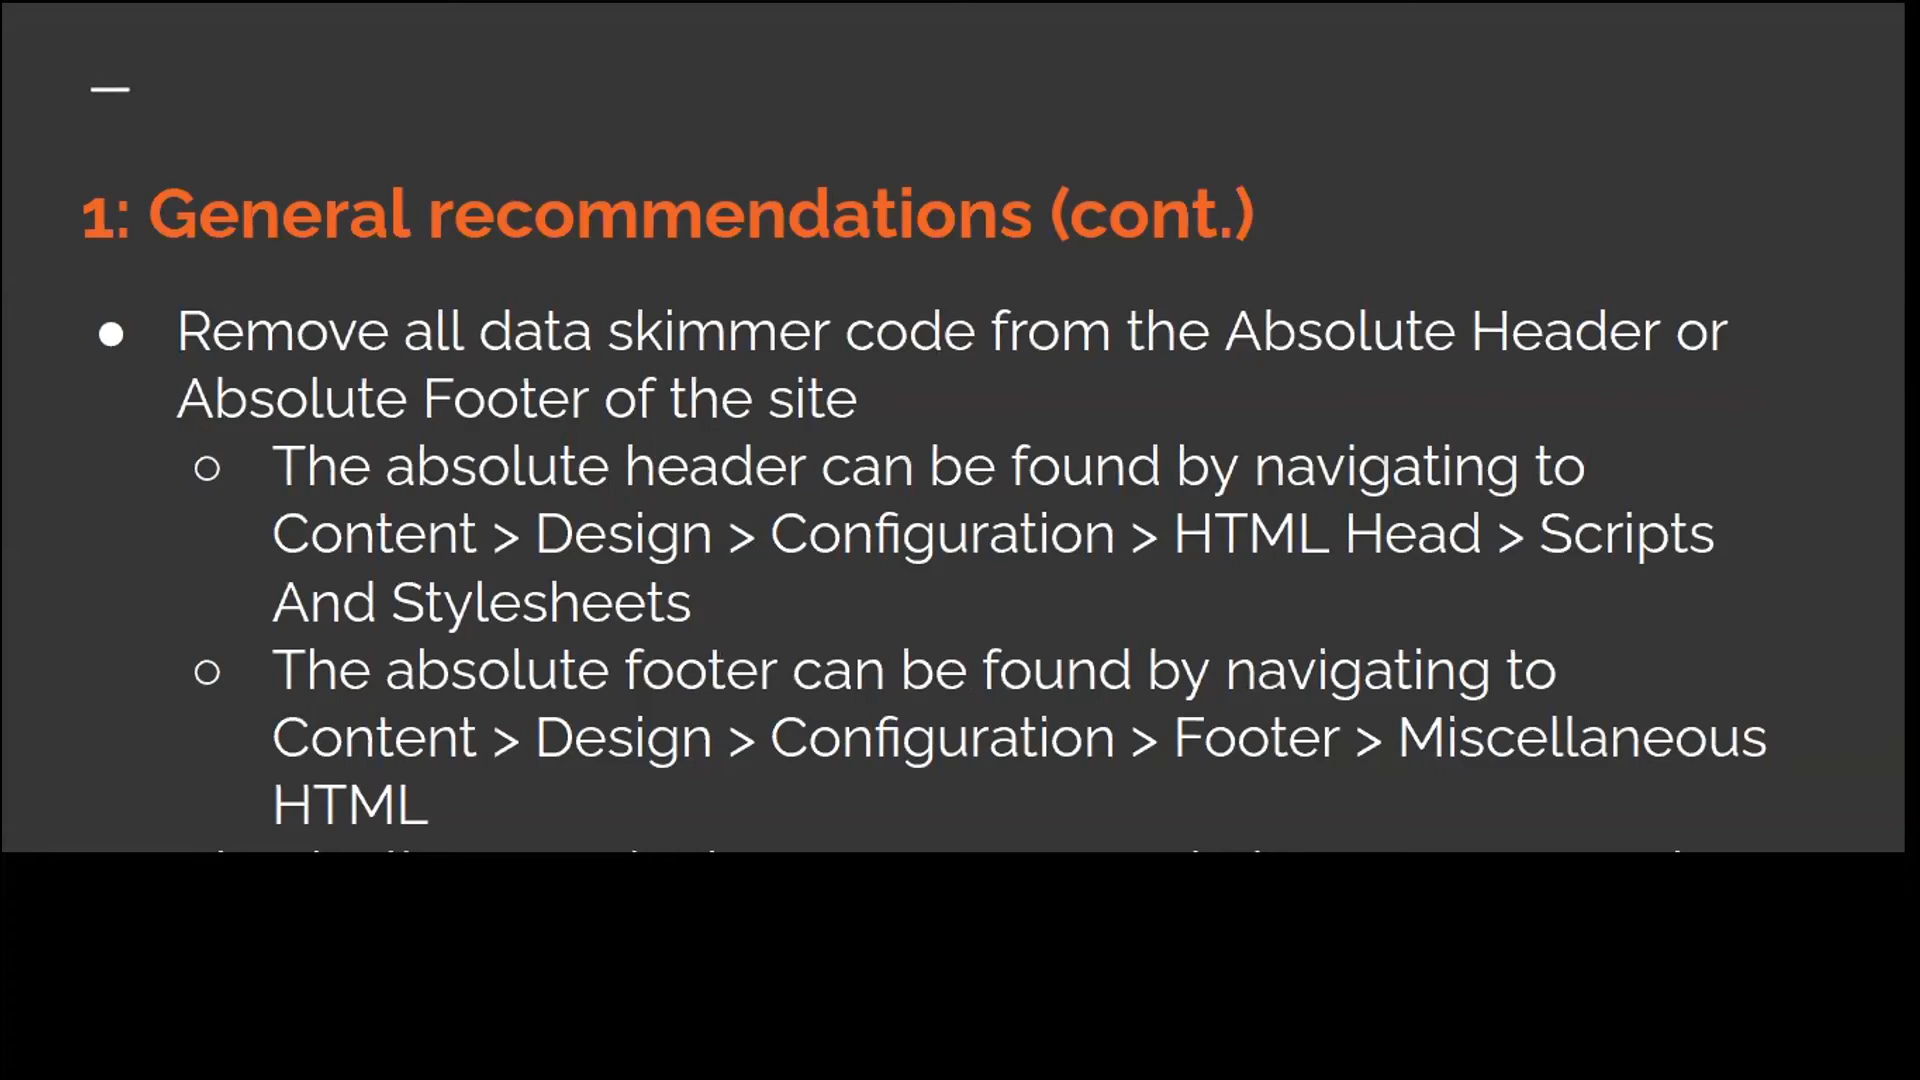 1: General recommendations (cont.)
● Remove all data skimmer code from the Absolute Header or
Absolute Footer of the site
○ The absolute header can be found by navigating to
Content > Design > Configuration > HTML Head > Scripts
And Stylesheets
○ The absolute footer can be found by navigating to
Content > Design > Configuration > Footer > Miscellaneous
HTML